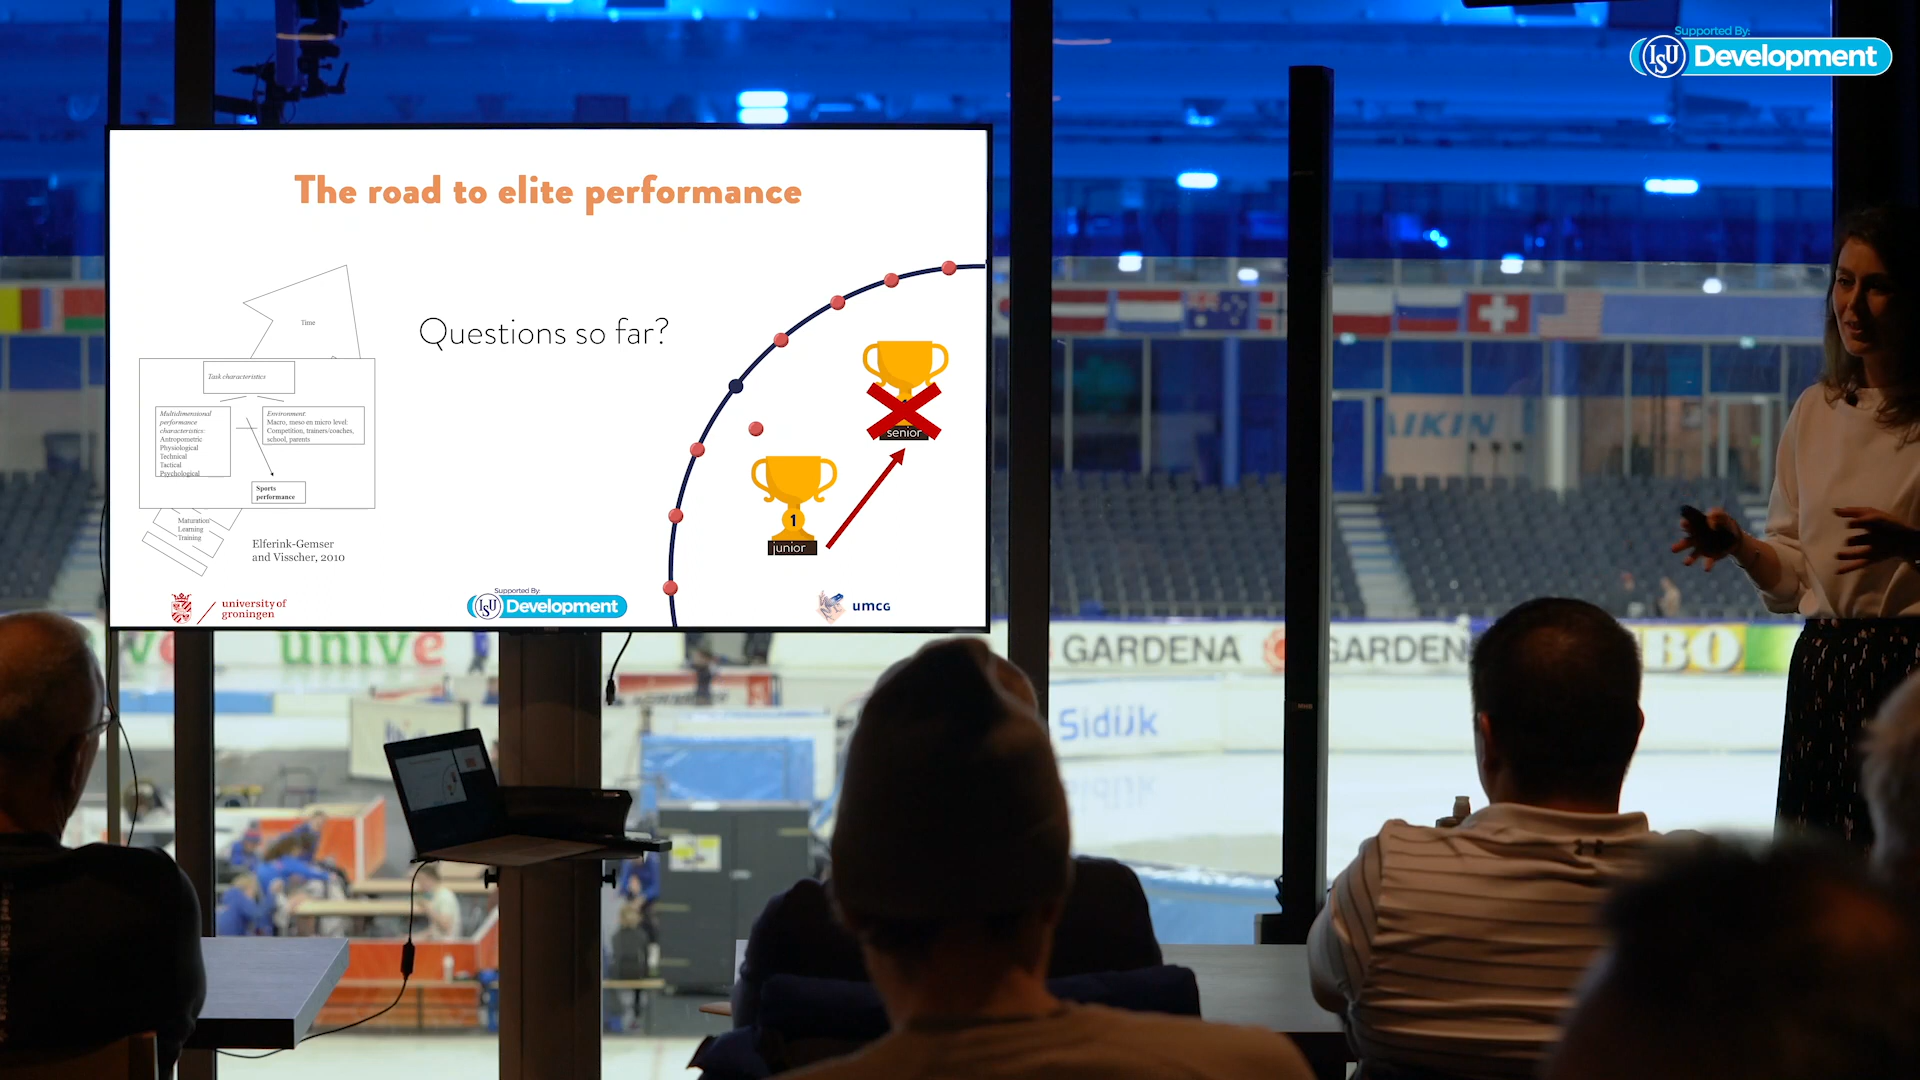 Supported By:
ISU Development
The road to elite performance
Questions so far?
Time
Task characteristics
Multidimensional
performance
characteristics:
Antropometric
Physiological
Technical
Tactical
Psychological
Environment:
Macro, meso en micro level.
Competition, trainers/coaches,
school, parents
Sports
performance
Maturation
Learning
Training
Elferink-Gemser
and Visscher, 2010
senior
1
junior
university of
groningen
Supported By:
ISU Development
umcg
unive
GARDENA
GARDEN
BO
Sidijk